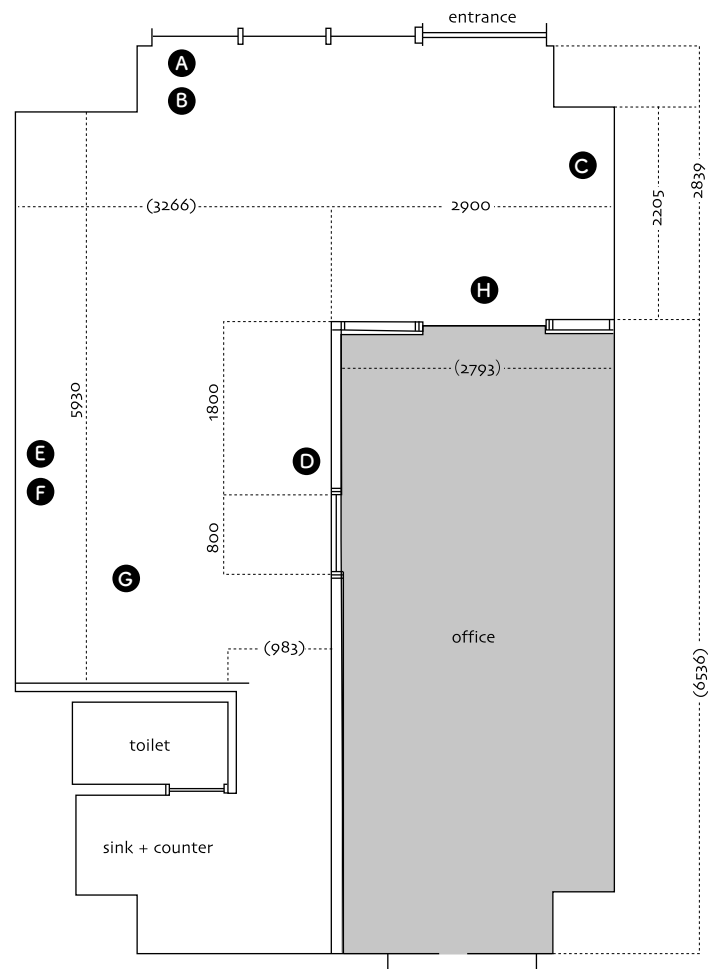 entrance
A
B
C
2839
2205
(3266)
2900
H
(2793)
5930
1800
E
D
F
800
G
office
(983)
(6536)
toilet
sink + counter